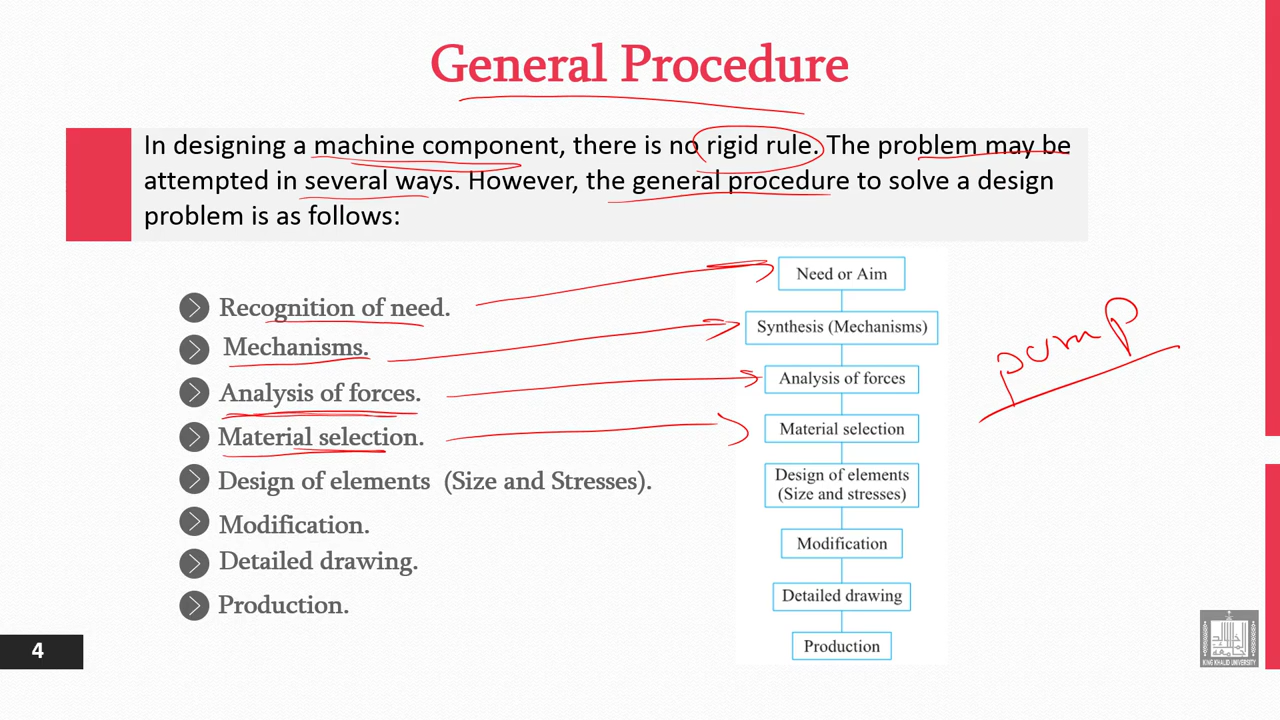 General Procedure
In designing a machine component, there is no rigid rule. The problem may be
attempted in several ways. However, the general procedure to solve a design
problem is as follows:
Recognition of need.
Mechanisms.
Analysis of forces.
Material selection.
Design of elements (Size and Stresses).
Modification.
Detailed drawing.
Production.
Need or Aim
Synthesis (Mechanisms)
Analysis of forces
Material selection
Design of elements
(Size and stresses)
Modification
Detailed drawing
Production
pump
4
KING KHALID UNIVERSITY